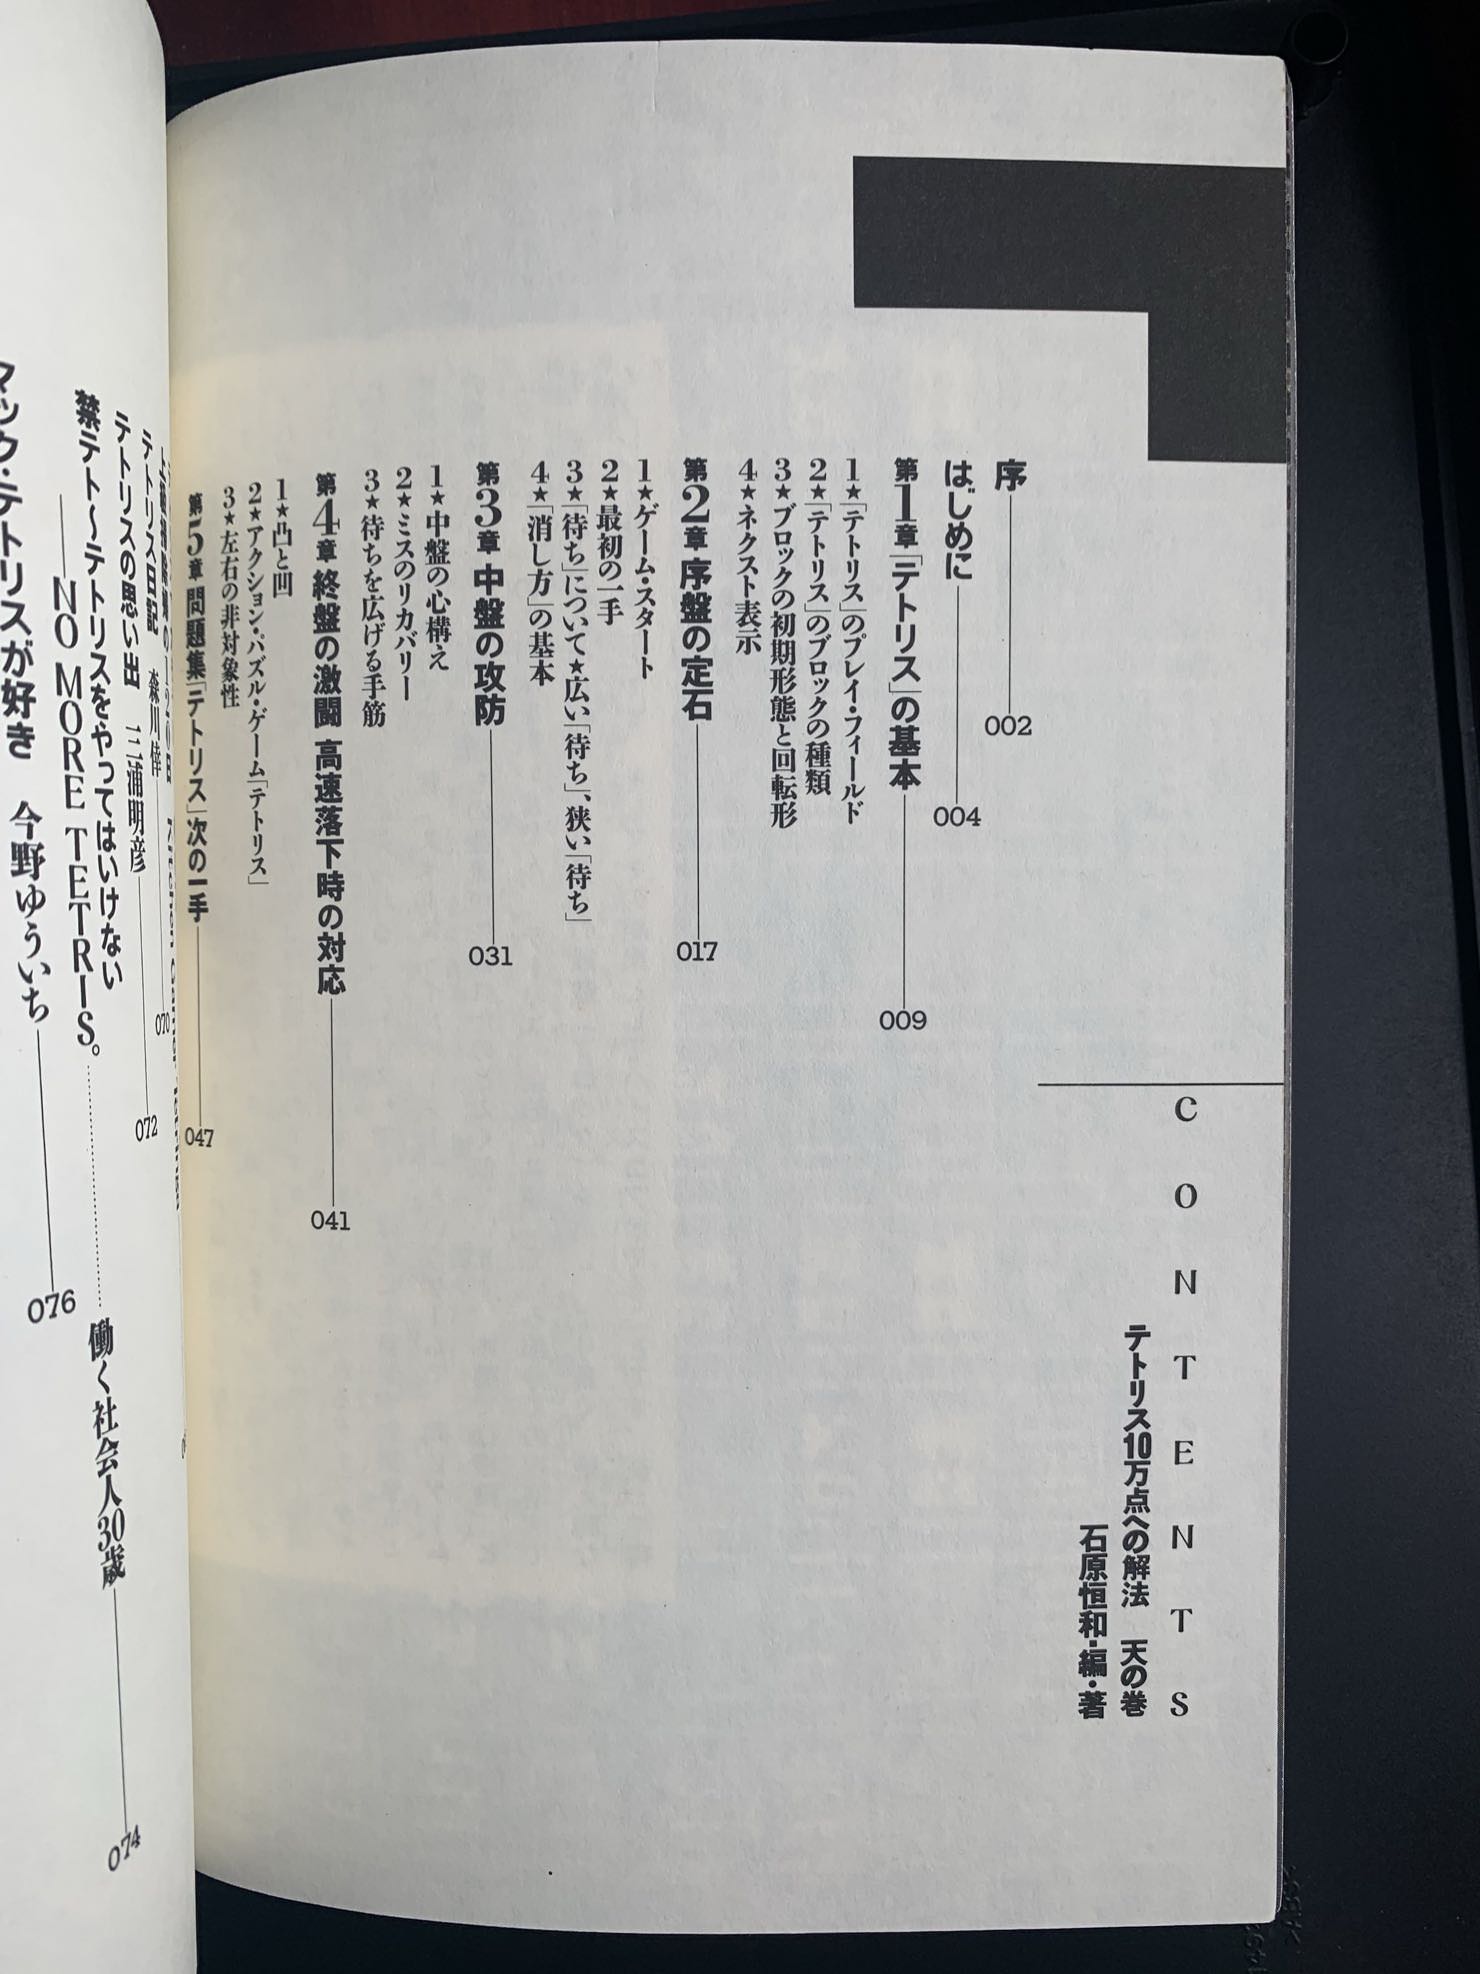 CONTENTS
テトリス10万点への解法　天の巻
石原恒和・編・著
序 002
はじめに 004
第1章「テトリス」の基本 009
1★「テトリス」のプレイ・フィールド
2★「テトリス」のブロックの種類
3★ブロックの初期形態と回転形
4★ネクスト表示
第2章 序盤の定石 017
1★ゲーム・スタート
2★最初の一手
3★「待ち」について★広い「待ち」、狭い「待ち」
4★「消し方」の基本
第3章 中盤の攻防 031
1★中盤の心構え
2★ミスのリカバリー
3★待ちを広げる手筋
第4章 終盤の激闘 高速落下時の対応 041
1★凸と凹
2★アクション・パズル・ゲーム「テトリス」
3★左右の非対象性
第5章 問題集「テトリス」次の一手 047
テトリス日記　森川幸 070
テトリスの思い出　三浦明彦 072
禁テト～テトリスをやってはいけない
――NO MORE TETRIS。 働く社会人30歳 074
マック・テトリスが好き　今野ゆういち 076